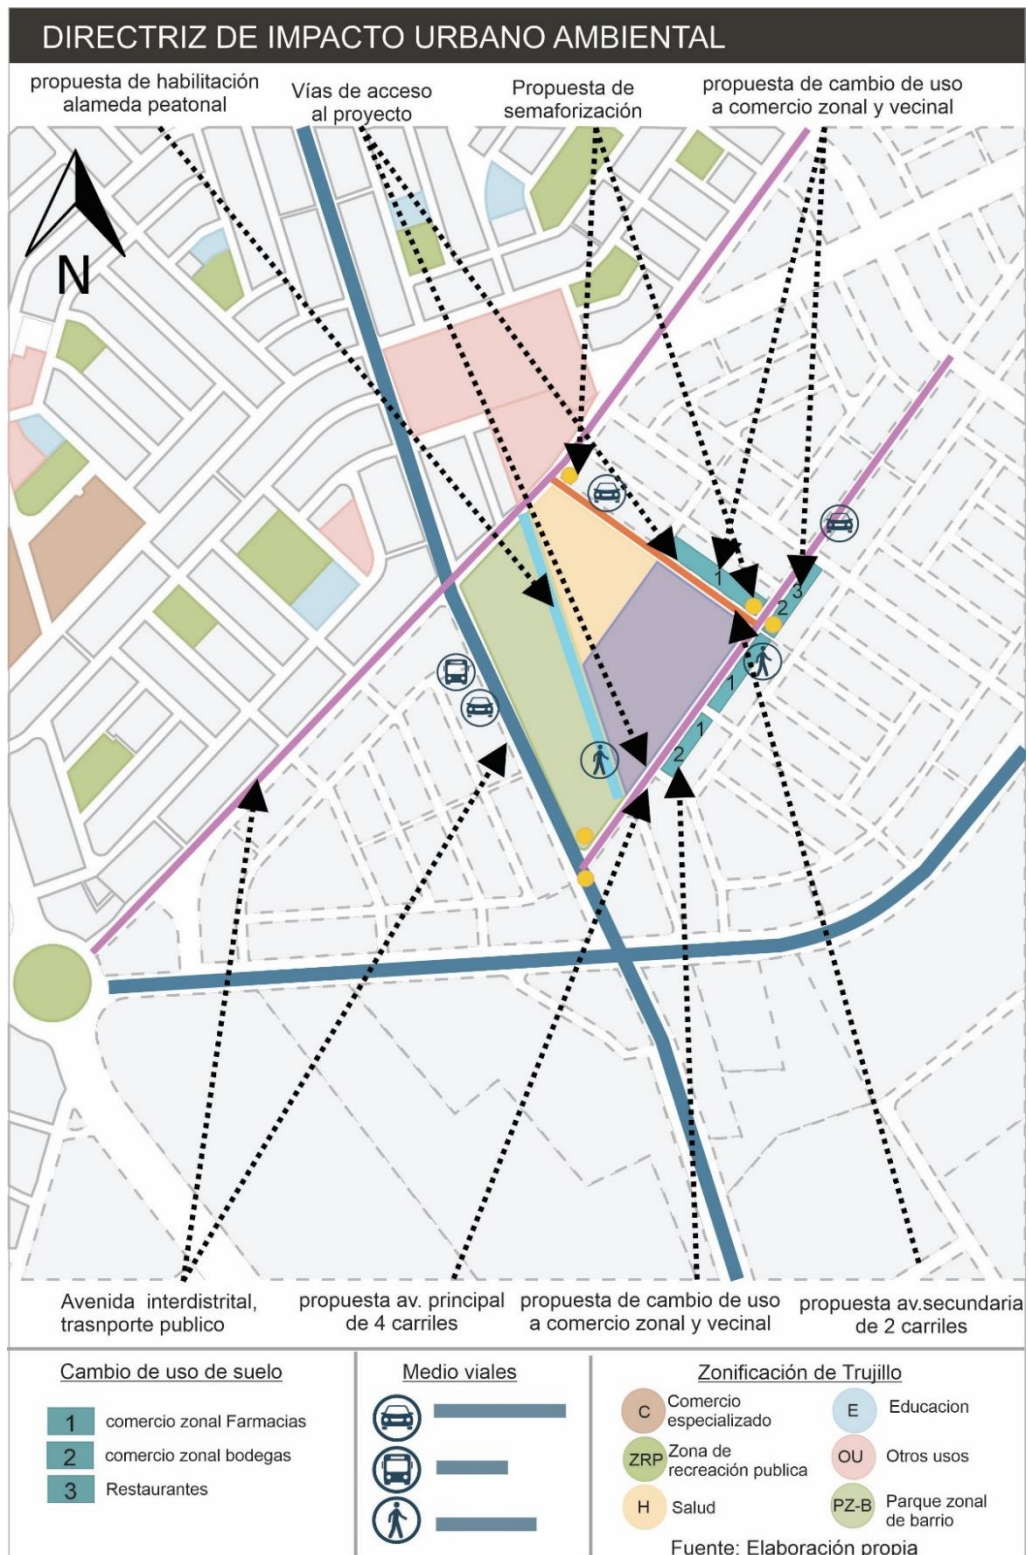 DIRECTRIZ DE IMPACTO URBANO AMBIENTAL
propuesta de habilitación
alameda peatonal
Vías de acceso
al proyecto
Propuesta de
semaforización
propuesta de cambio de uso
a comercio zonal y vecinal
N
1
3
2
1
1
2
Avenida interdistrital,
trasnporte publico
propuesta av. principal
de 4 carriles
propuesta de cambio de uso
a comercio zonal y vecinal
propuesta av.secundaria
de 2 carriles
Cambio de uso de suelo
1 comercio zonal Farmacias
2 comercio zonal bodegas
3 Restaurantes
Medio viales
Zonificación de Trujillo
C Comercio
especializado
E Educacion
ZRP Zona de
recreación publica
OU Otros usos
H Salud
PZ-B Parque zonal
de barrio
Fuente: Elaboración propia